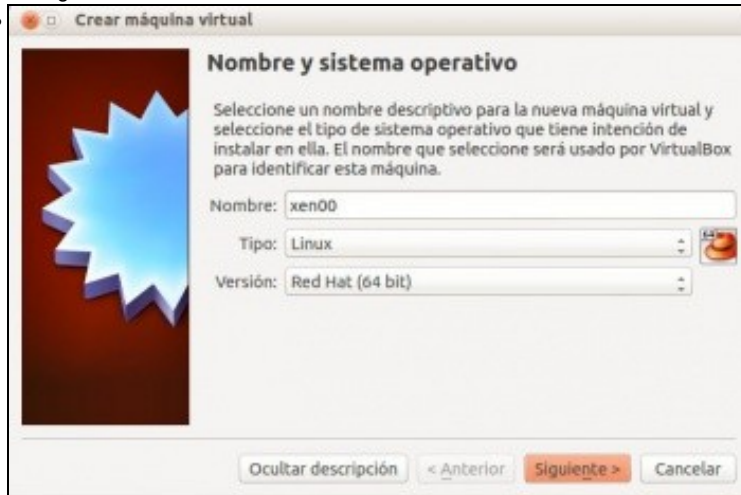 Crear máquina virtual
Nombre y sistema operativo
Seleccione un nombre descriptivo para la nueva máquina virtual y
seleccione el tipo de sistema operativo que tiene intención de
instalar en ella. El nombre que seleccione será usado por VirtualBox
para identificar esta máquina.
Nombre: xen00
Tipo: Linux
64
Versión: Red Hat (64 bit)
Ocultar descripción < Anterior Siguiente > Cancelar